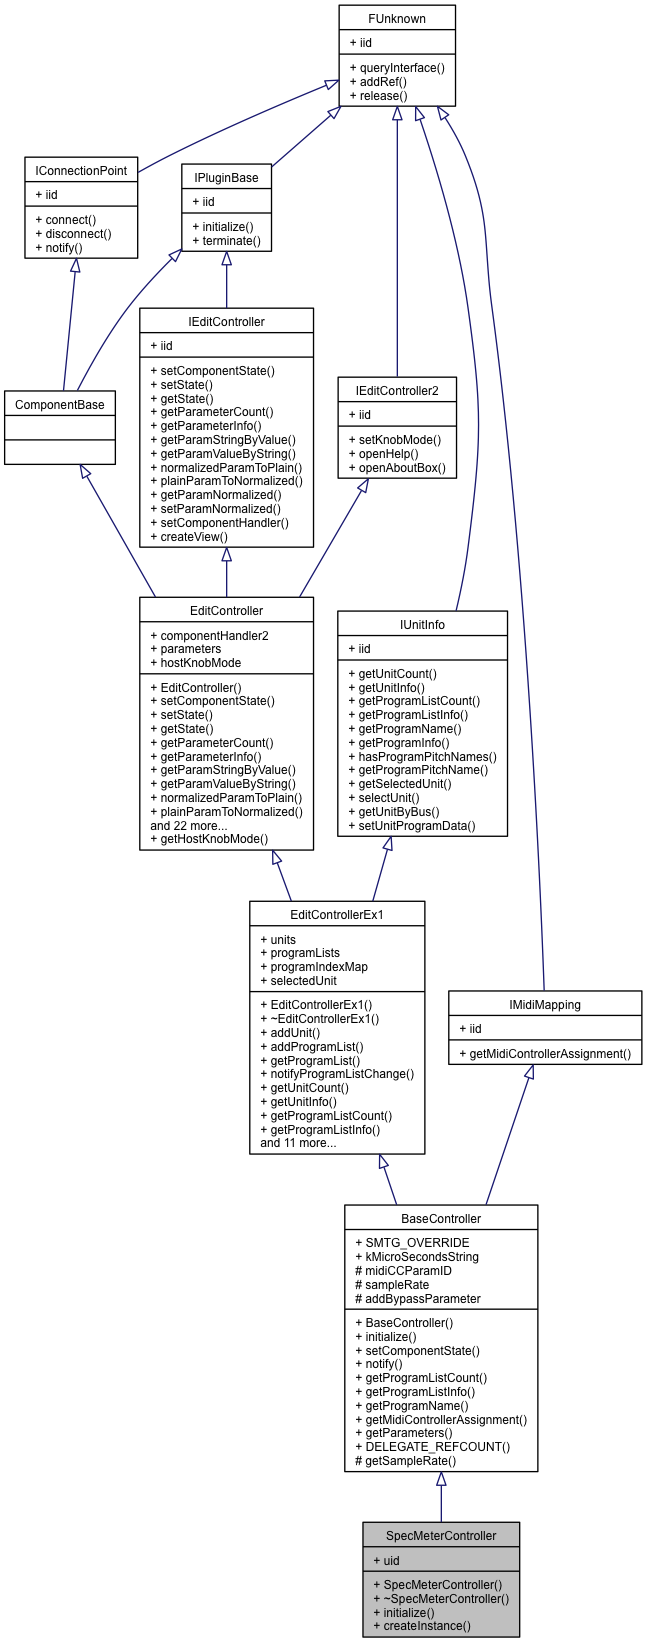 FUnknown
+ iid
+ queryInterface()
+ addRef()
+ release()
IConnectionPoint
+ iid
+ connect()
+ disconnect()
+ notify()
IPluginBase
+ iid
+ initialize()
+ terminate()
IEditController
+ iid
+ setComponentState()
+ setState()
+ getState()
+ getParameterCount()
+ getParameterInfo()
+ getParamStringByValue()
+ getParamValueByString()
+ normalizedParamToPlain()
+ plainParamToNormalized()
+ getParamNormalized()
+ setParamNormalized()
+ setComponentHandler()
+ createView()
IEditController2
+ iid
+ setKnobMode()
+ openHelp()
+ openAboutBox()
ComponentBase
EditController
+ componentHandler2
+ parameters
+ hostKnobMode
+ EditController()
+ setComponentState()
+ setState()
+ getState()
+ getParameterCount()
+ getParameterInfo()
+ getParamStringByValue()
+ getParamValueByString()
+ normalizedParamToPlain()
+ plainParamToNormalized()
and 22 more...
+ getHostKnobMode()
IUnitInfo
+ iid
+ getUnitCount()
+ getUnitInfo()
+ getProgramListCount()
+ getProgramListInfo()
+ getProgramName()
+ getProgramInfo()
+ hasProgramPitchNames()
+ getProgramPitchName()
+ getSelectedUnit()
+ selectUnit()
+ getUnitByBus()
+ setUnitProgramData()
EditControllerEx1
+ units
+ programLists
+ programIndexMap
+ selectedUnit
+ EditControllerEx1()
+ ~EditControllerEx1()
+ addUnit()
+ addProgramList()
+ getProgramList()
+ notifyProgramListChange()
+ getUnitCount()
+ getUnitInfo()
+ getProgramListCount()
+ getProgramListInfo()
and 11 more...
IMidiMapping
+ iid
+ getMidiControllerAssignment()
BaseController
+ SMTG_OVERRIDE
+ kMicroSecondsString
# midiCCParamID
# sampleRate
# addBypassParameter
+ BaseController()
+ initialize()
+ setComponentState()
+ notify()
+ getProgramListCount()
+ getProgramListInfo()
+ getProgramName()
+ getMidiControllerAssignment()
+ getParameters()
+ DELEGATE_REFCOUNT()
# getSampleRate()
SpecMeterController
+ uid
+ SpecMeterController()
+ ~SpecMeterController()
+ initialize()
+ createInstance()